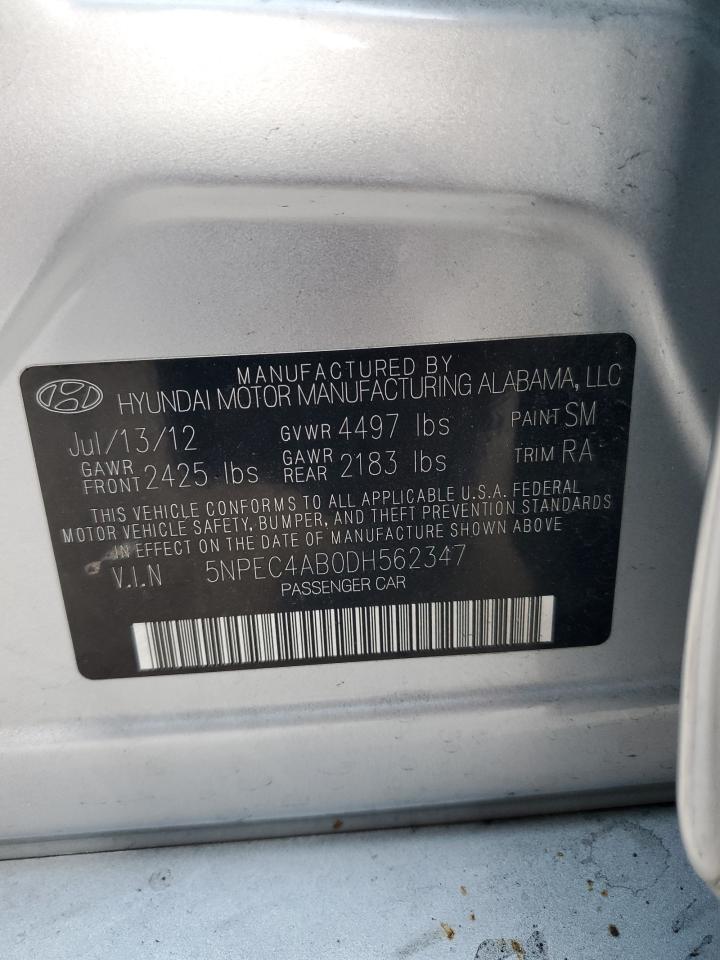 MANUFACTURED BY
HYUNDAI MOTOR MANUFACTURING ALABAMA, LLC
Jul/13/12 GVWR 4497 lbs PAINT SM
GAWR FRONT 2425 lbs GAWR REAR 2183 lbs TRIM RA
THIS VEHICLE CONFORMS TO ALL APPLICABLE U.S.A. FEDERAL
MOTOR VEHICLE SAFETY, BUMPER, AND THEFT PREVENTION STANDARDS
IN EFFECT ON THE DATE OF MANUFACTURE SHOWN ABOVE
V.I.N 5NPEC4AB0DH562347
PASSENGER CAR